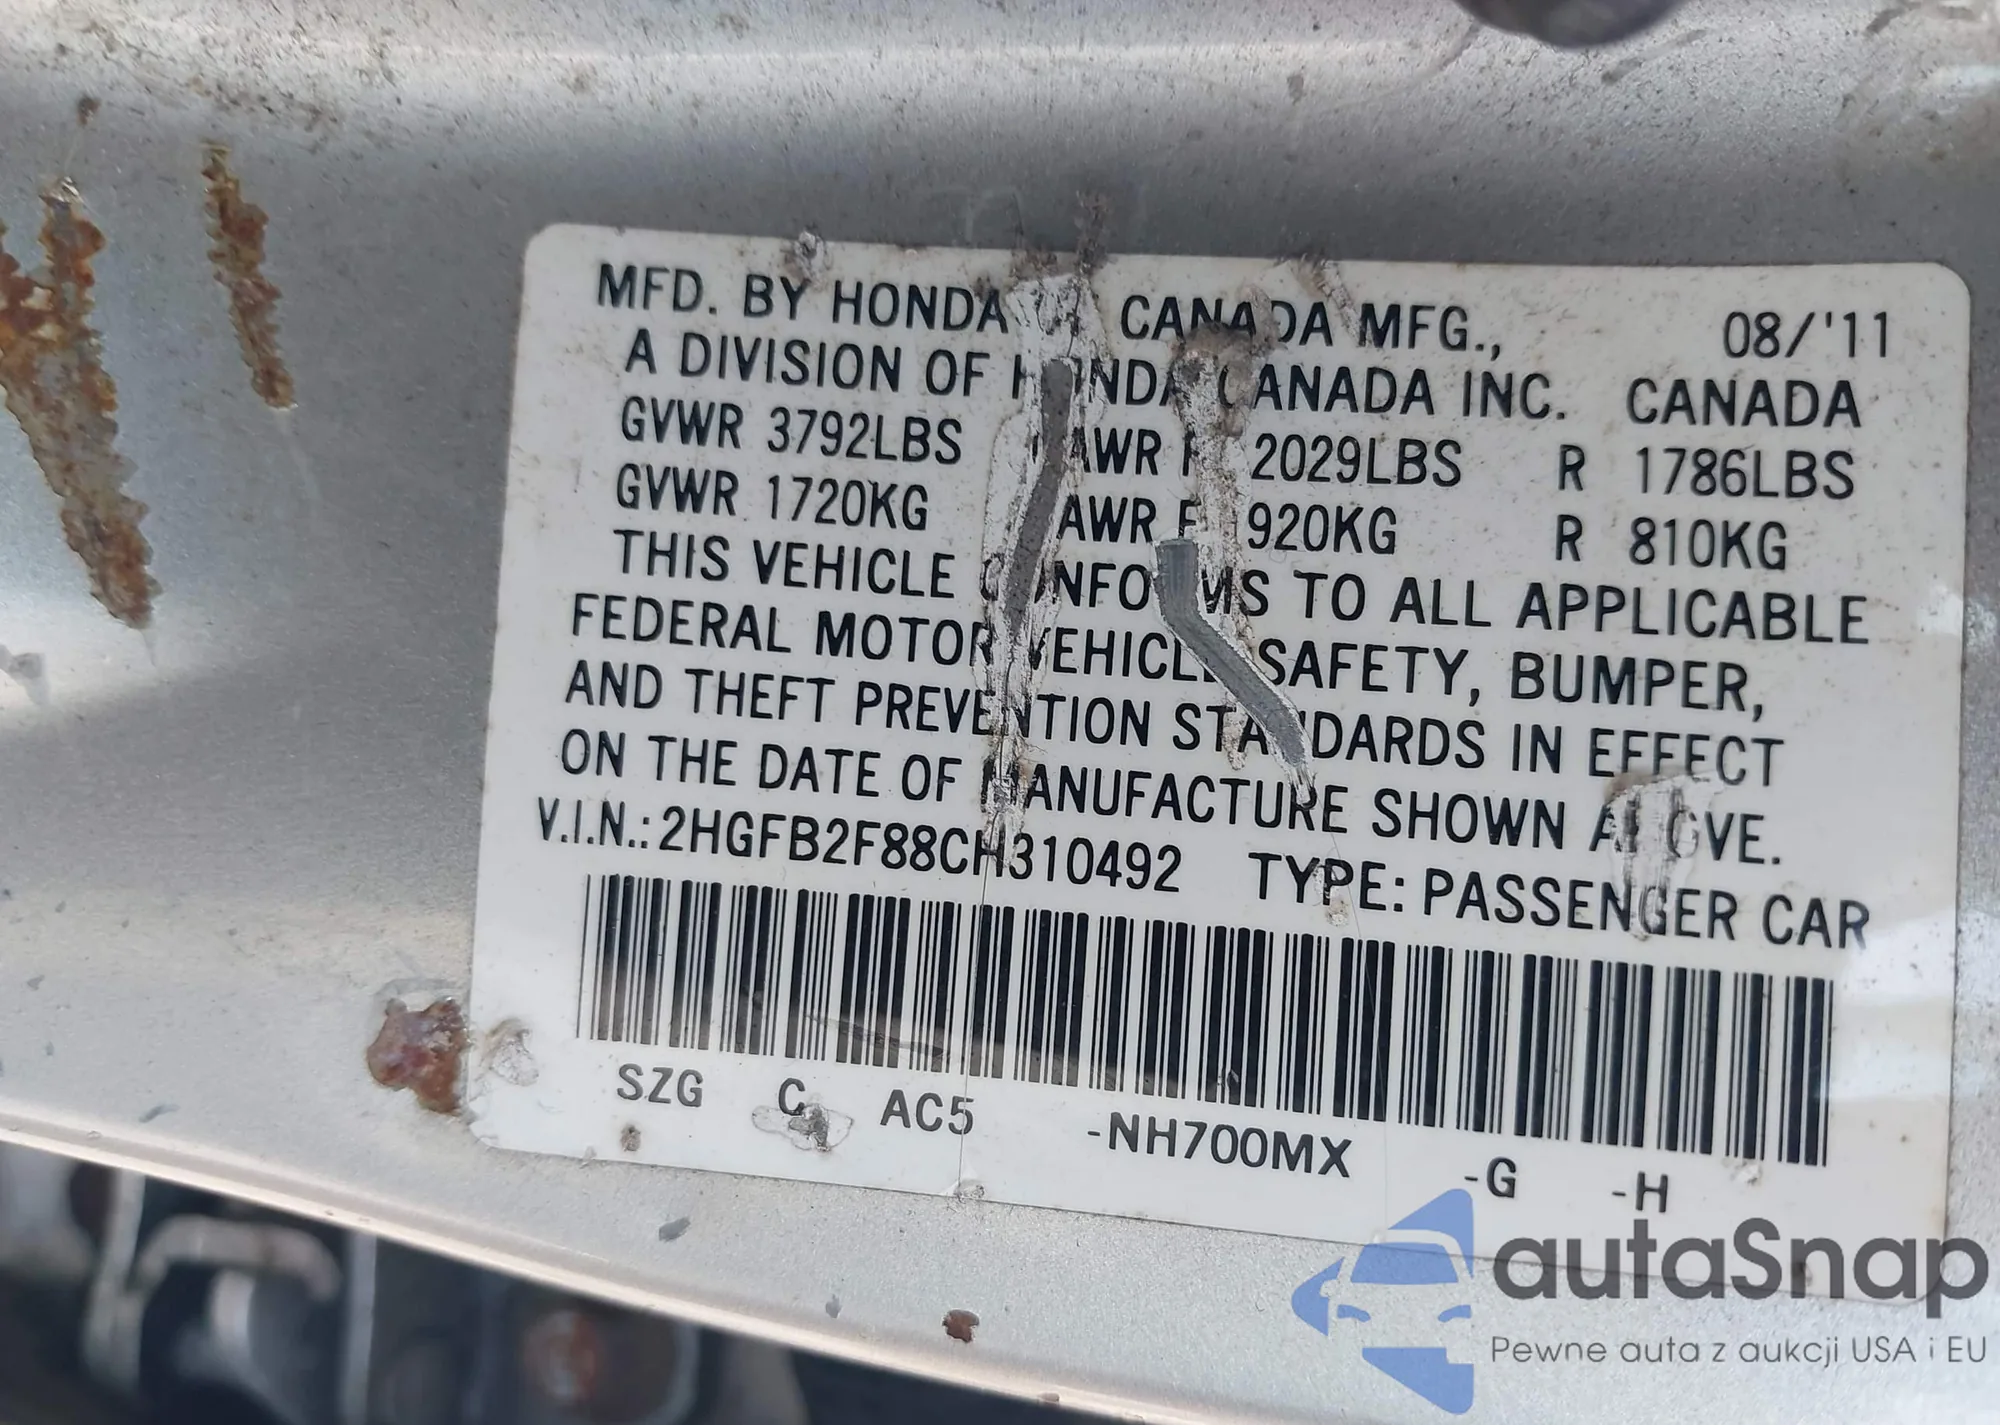 MFD. BY HONDA OF CANADA MFG., 08/'11
A DIVISION OF HONDA CANADA INC. CANADA
GVWR 3792LBS GAWR F 2029LBS R 1786LBS
GVWR 1720KG GAWR F 920KG R 810KG
THIS VEHICLE CONFORMS TO ALL APPLICABLE
FEDERAL MOTOR VEHICLE SAFETY, BUMPER,
AND THEFT PREVENTION STANDARDS IN EFFECT
ON THE DATE OF MANUFACTURE SHOWN ABOVE.
V.I.N.: 2HGFB2F88CH310492 TYPE: PASSENGER CAR
SZG C AC5 -NH700MX -G -H
autaSnap
Pewne auta z aukcji USA i EU